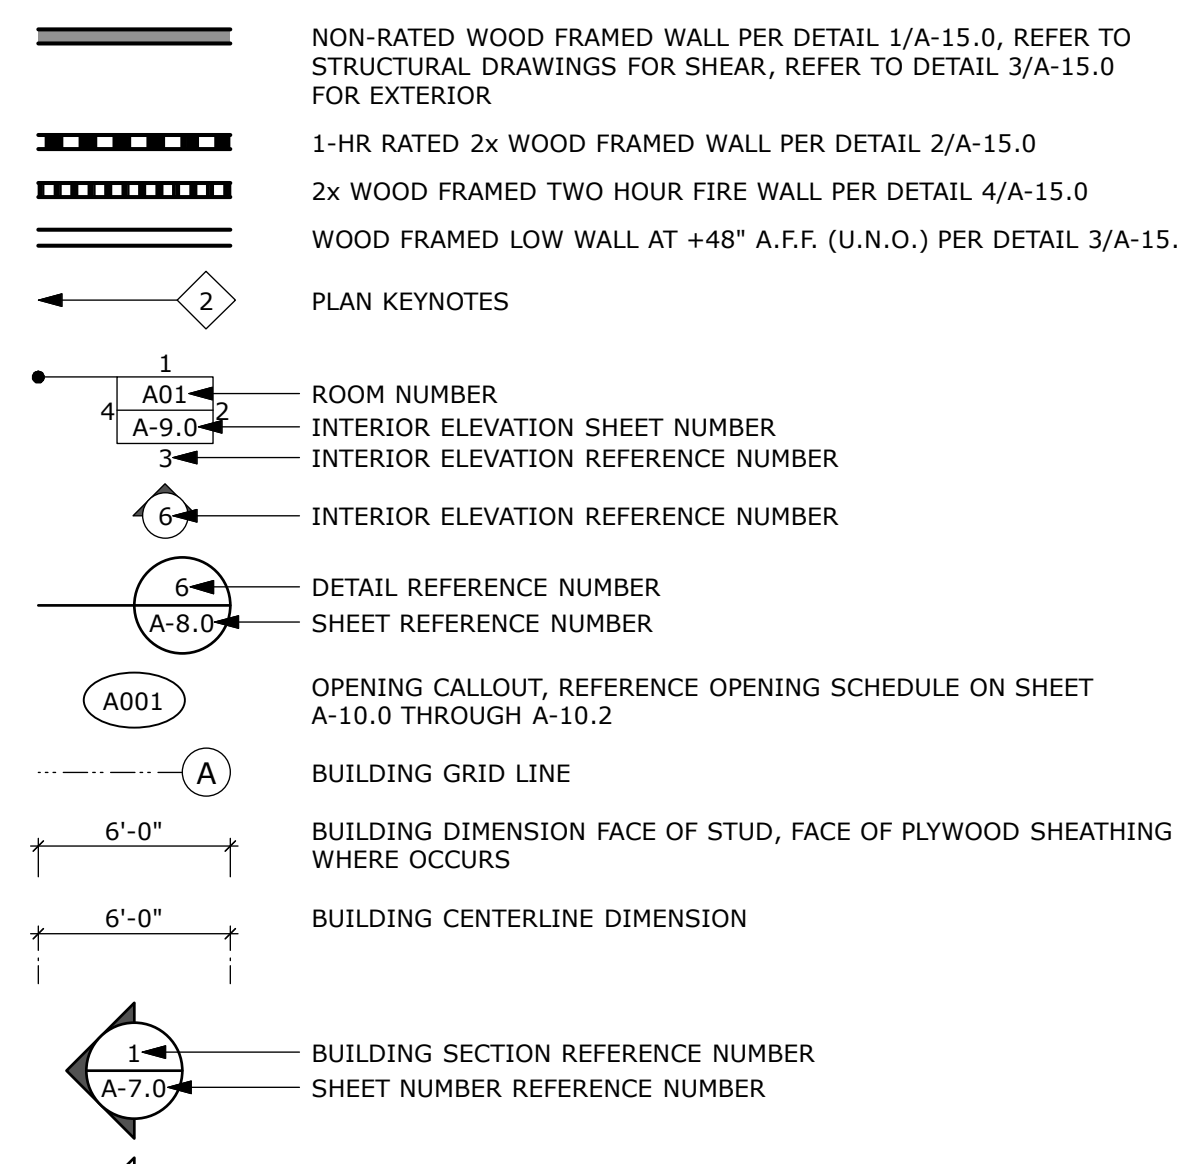 NON-RATED WOOD FRAMED WALL PER DETAIL 1/A-15.0, REFER TO
STRUCTURAL DRAWINGS FOR SHEAR, REFER TO DETAIL 3/A-15.0
FOR EXTERIOR
1-HR RATED 2x WOOD FRAMED WALL PER DETAIL 2/A-15.0
2x WOOD FRAMED TWO HOUR FIRE WALL PER DETAIL 4/A-15.0
WOOD FRAMED LOW WALL AT +48" A.F.F. (U.N.O.) PER DETAIL 3/A-15.
2 PLAN KEYNOTES
1
A01 ROOM NUMBER
4 2
A-9.0 INTERIOR ELEVATION SHEET NUMBER
3 INTERIOR ELEVATION REFERENCE NUMBER
6 INTERIOR ELEVATION REFERENCE NUMBER
6 DETAIL REFERENCE NUMBER
A-8.0 SHEET REFERENCE NUMBER
A001 OPENING CALLOUT, REFERENCE OPENING SCHEDULE ON SHEET
A-10.0 THROUGH A-10.2
A BUILDING GRID LINE
6'-0" BUILDING DIMENSION FACE OF STUD, FACE OF PLYWOOD SHEATHING
WHERE OCCURS
6'-0" BUILDING CENTERLINE DIMENSION
1 BUILDING SECTION REFERENCE NUMBER
A-7.0 SHEET NUMBER REFERENCE NUMBER